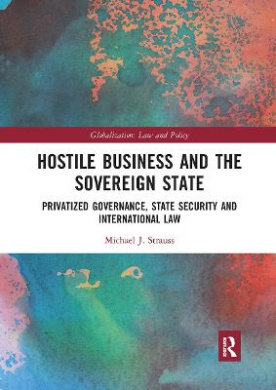 Globalization: Law and Policy
HOSTILE BUSINESS AND THE
SOVEREIGN STATE
PRIVATIZED GOVERNANCE, STATE SECURITY AND
INTERNATIONAL LAW
Michael J. Strauss
R
ROUTLEDGE